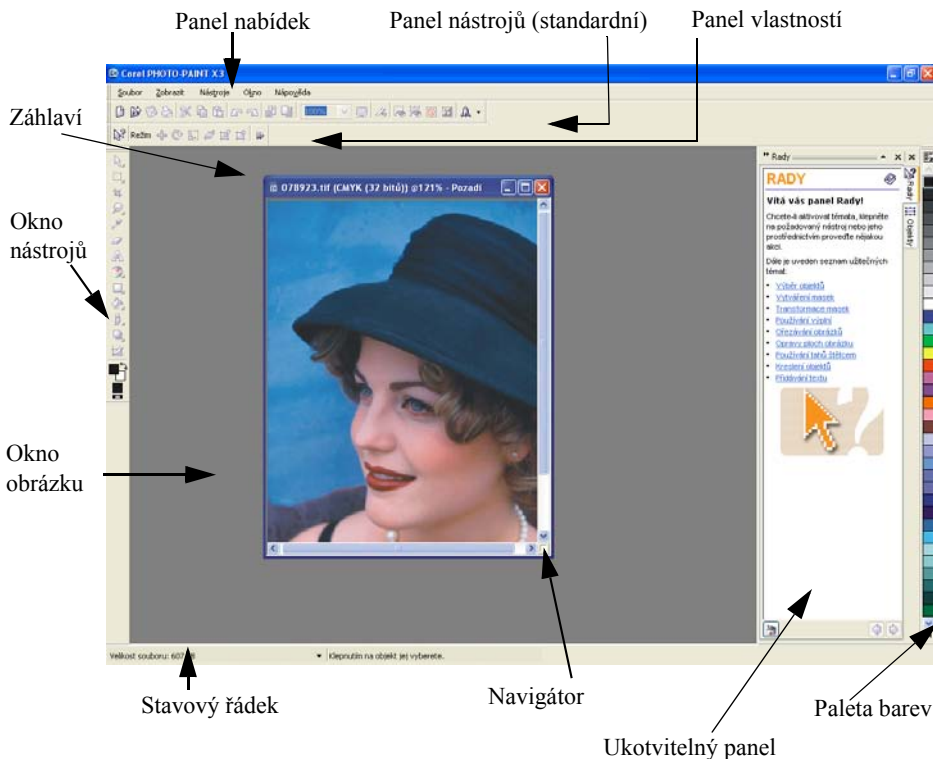 Panel nabídek
Panel nástrojů (standardní)
Panel vlastností
Corel PHOTO-PAINT X3
Soubor Zobrazit Nástroje Okno Nápověda
Záhlaví
100%
Režim
Rady
078923.tif (CMYK (32 bitů)) @121% - Pozadí
RADY
Rady
Objekty
Vítá vás panel Rady!
Chcete-li aktivovat témata, klepněte
na požadovaný nástroj nebo jeho
prostřednictvím proveďte nějakou
akci.
Dále je uveden seznam užitečných
témat:
• Výběr objektů
• Vytváření masek
• Transformace masek
• Používání výplní
• Ořezávání obrázků
• Opravy ploch obrázku
• Používání tahů štětcem
• Kreslení objektů
• Přidávání textu
Okno
nástrojů
Okno
obrázku
Velikost souboru:
Klepnutím na objekt jej vyberete.
Stavový řádek
Navigátor
Paleta barev
Ukotvitelný panel